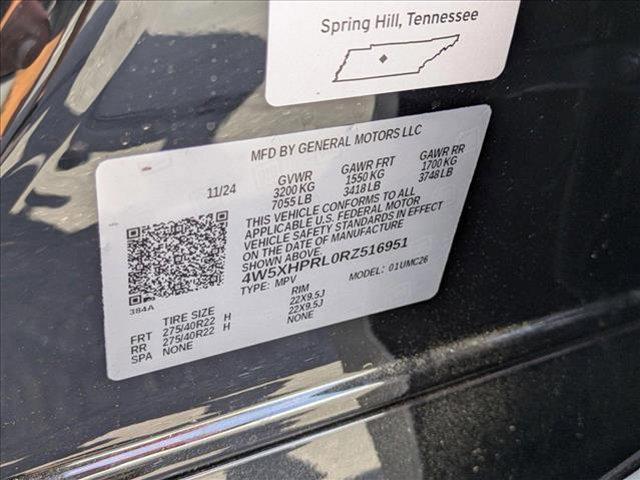 Spring Hill, Tennessee
MFD BY GENERAL MOTORS LLC
11/24 GVWR GAWR FRT GAWR RR
3200 KG 1550 KG 1700 KG
7055 LB 3418 LB 3748 LB
THIS VEHICLE CONFORMS TO ALL
APPLICABLE U.S. FEDERAL MOTOR
VEHICLE SAFETY STANDARDS IN EFFECT
ON THE DATE OF MANUFACTURE
4W5XHPRL0RZ516951
TYPE: MPV MODEL: 01UMC26
384A
TIRE SIZE RIM
FRT 275/40R22 H 22X9.5J
RR 275/40R22 H 22X9.5J
SPA NONE NONE